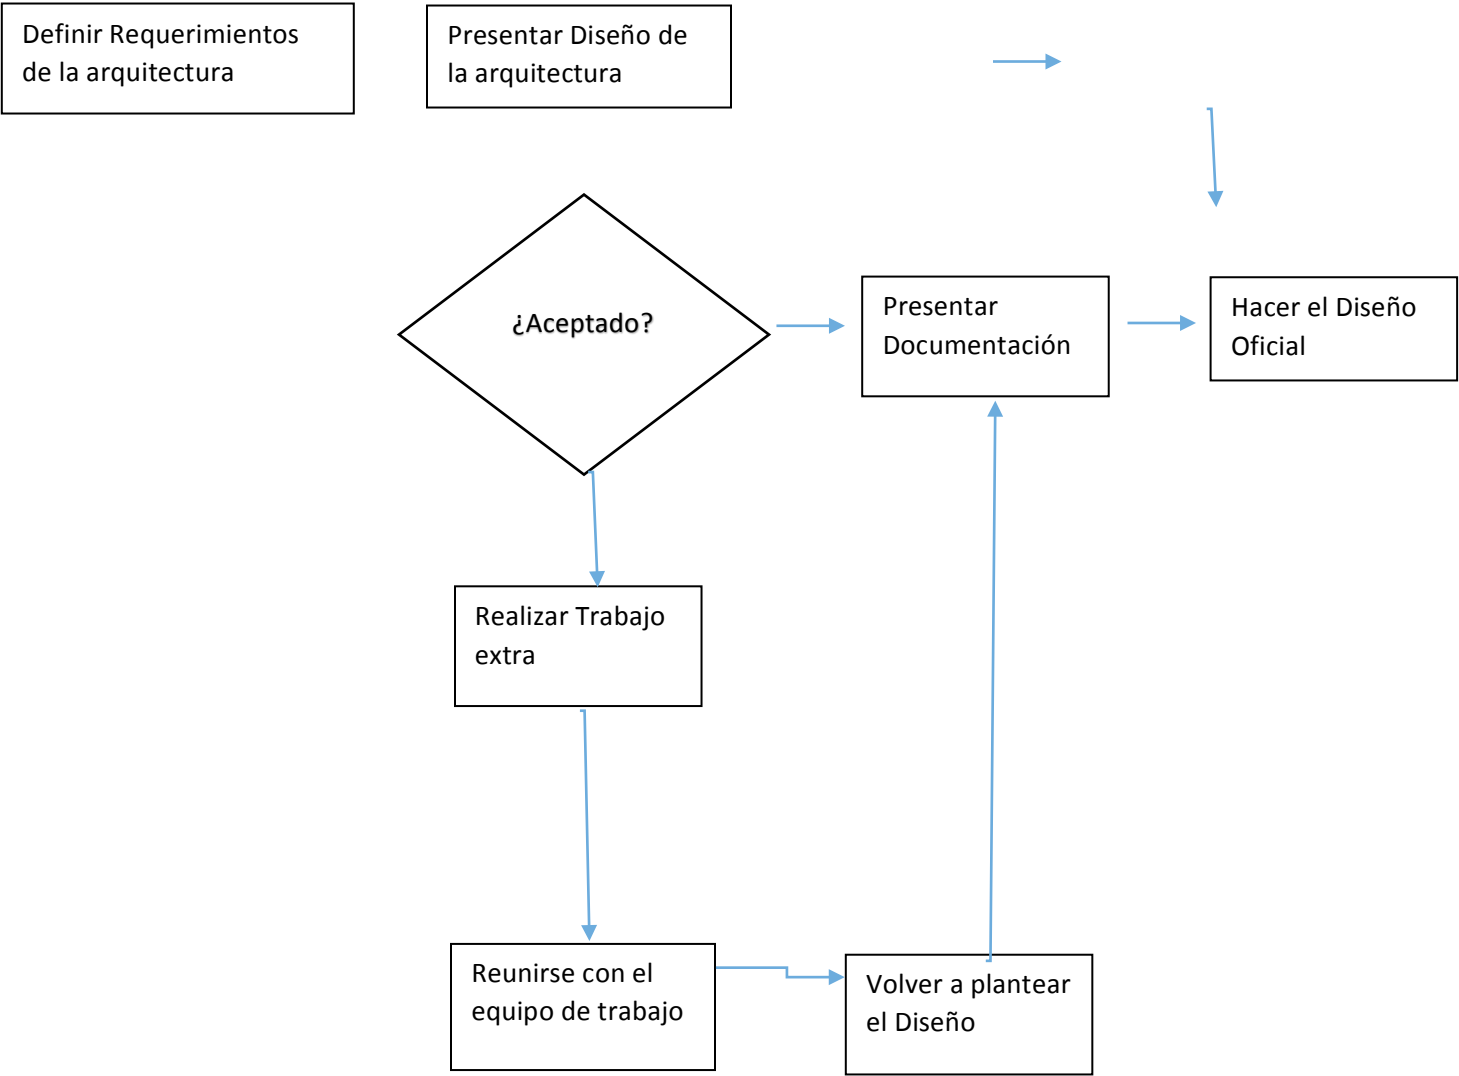 Definir Requerimientos
de la arquitectura
Presentar Diseño de
la arquitectura
¿Aceptado?
Presentar
Documentación
Hacer el Diseño
Oficial
Realizar Trabajo
extra
Reunirse con el
equipo de trabajo
Volver a plantear
el Diseño